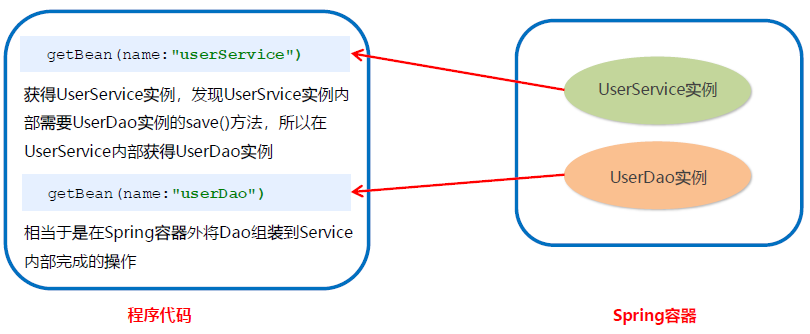 getBean(name:"userService")
获得UserService实例，发现UserSrvice实例内
部需要UserDao实例的save()方法，所以在
UserService内部获得UserDao实例
getBean(name:"userDao")
相当于是在Spring容器外将Dao组装到Service
内部完成的操作
程序代码
UserService实例
UserDao实例
Spring容器